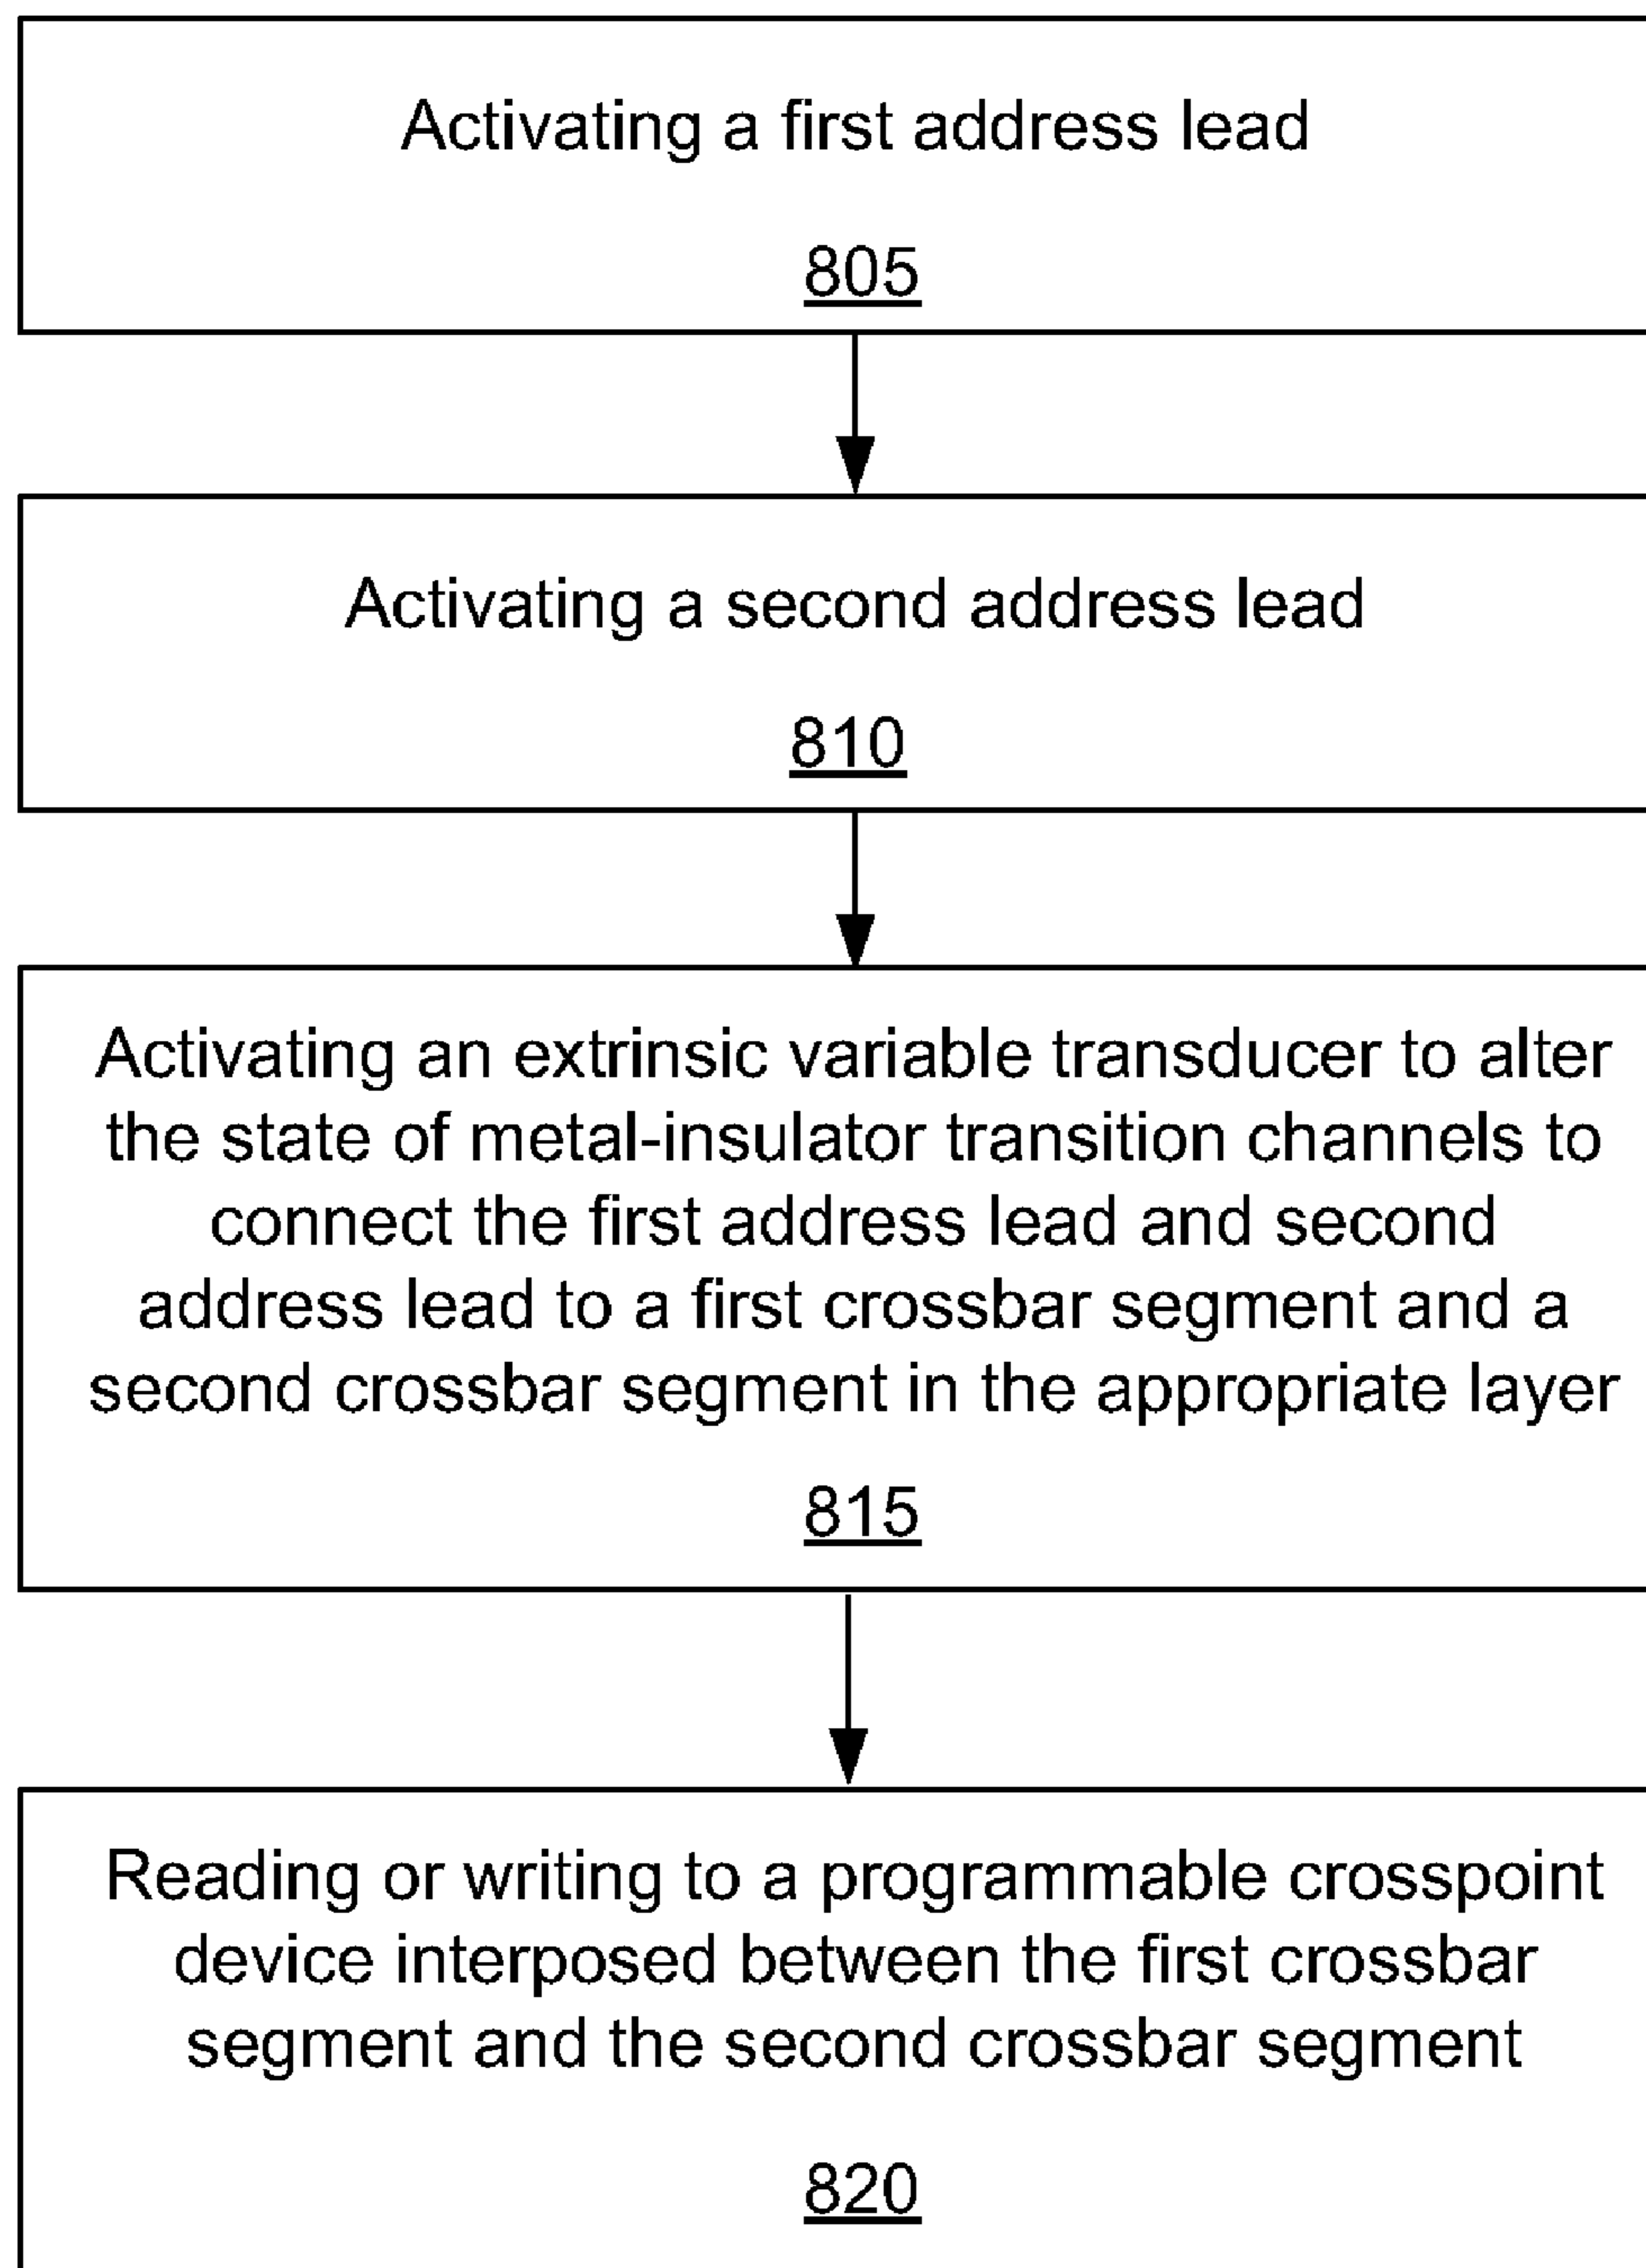 Activating a first address lead
805
Activating a second address lead
810
Activating an extrinsic variable transducer to alter
the state of metal-insulator transition channels to
connect the first address lead and second
address lead to a first crossbar segment and a
second crossbar segment in the appropriate layer
815
Reading or writing to a programmable crosspoint
device interposed between the first crossbar
segment and the second crossbar segment
820